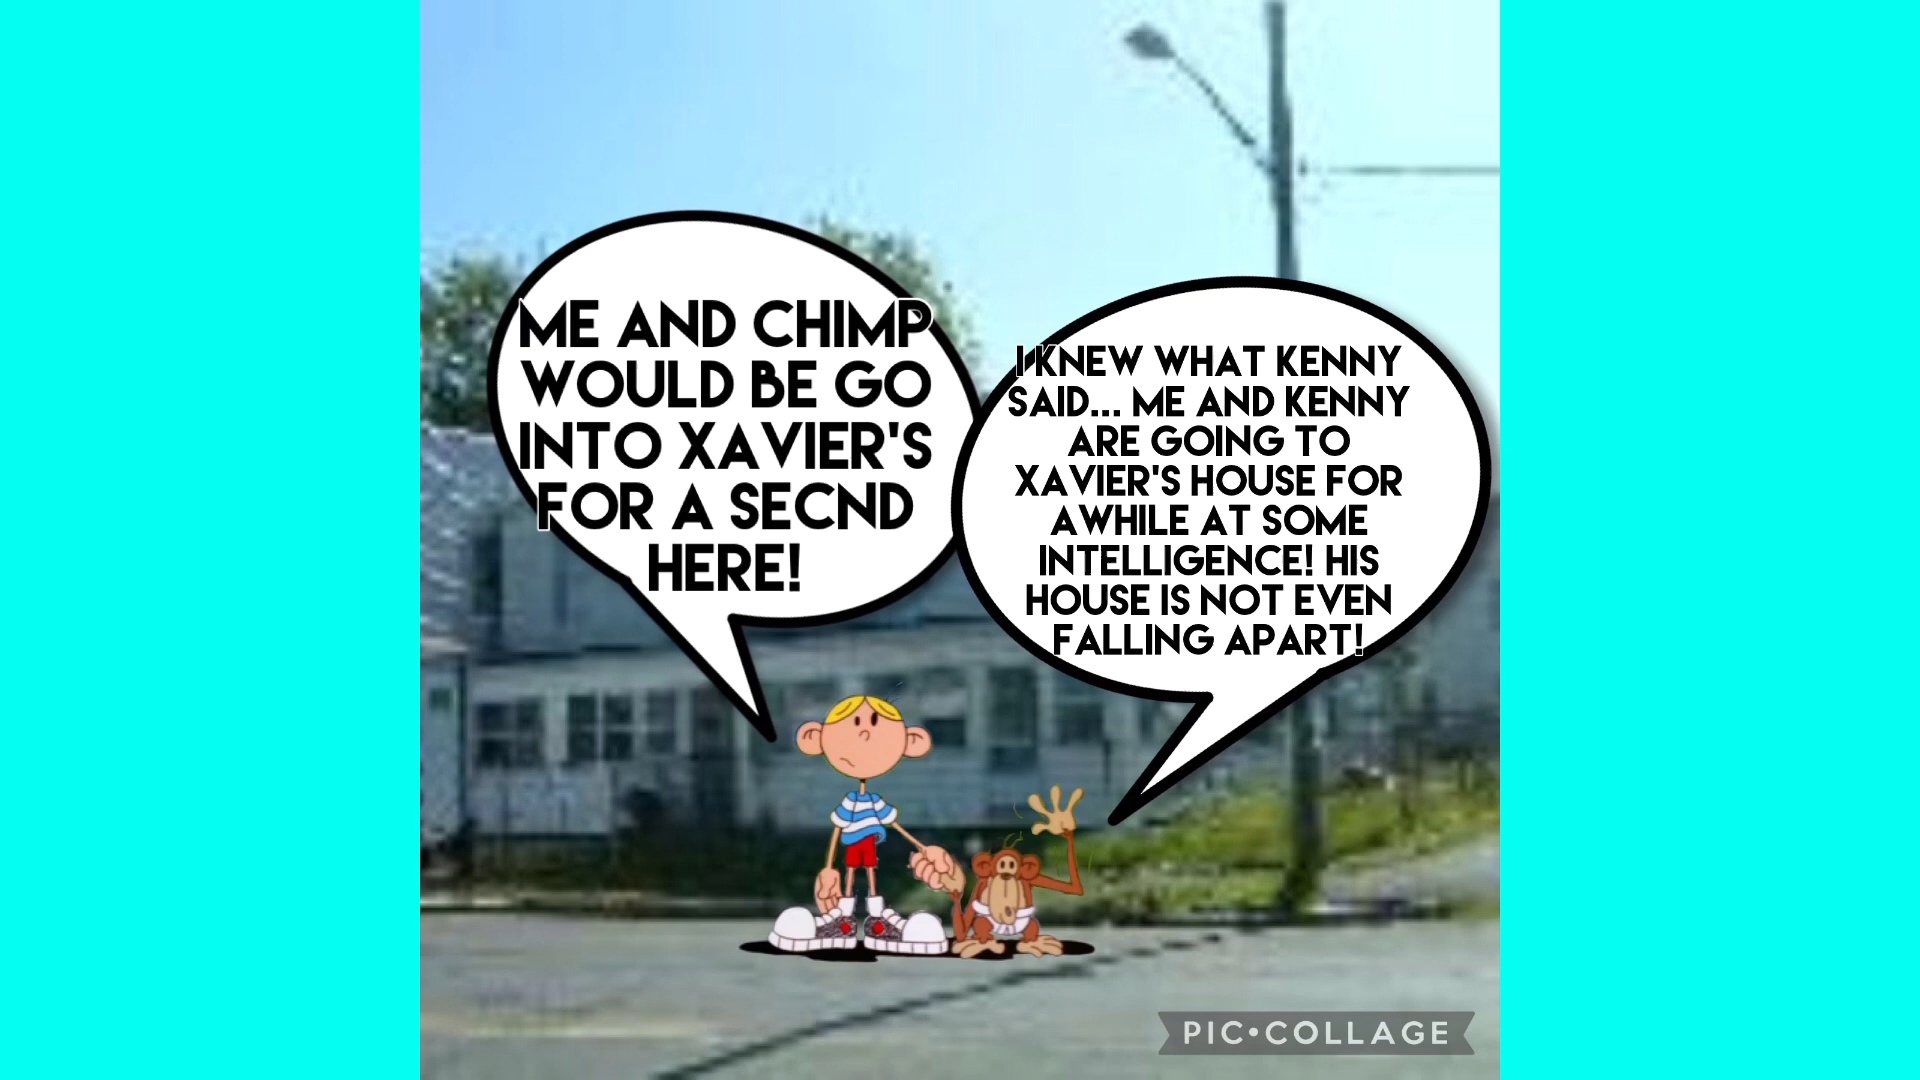 ME AND CHIMP
WOULD BE GO
INTO XAVIER'S
FOR A SECND
HERE!
I KNEW WHAT KENNY
SAID... ME AND KENNY
ARE GOING TO
XAVIER'S HOUSE FOR
AWHILE AT SOME
INTELLIGENCE! HIS
HOUSE IS NOT EVEN
FALLING APART!
PIC•COLLAGE